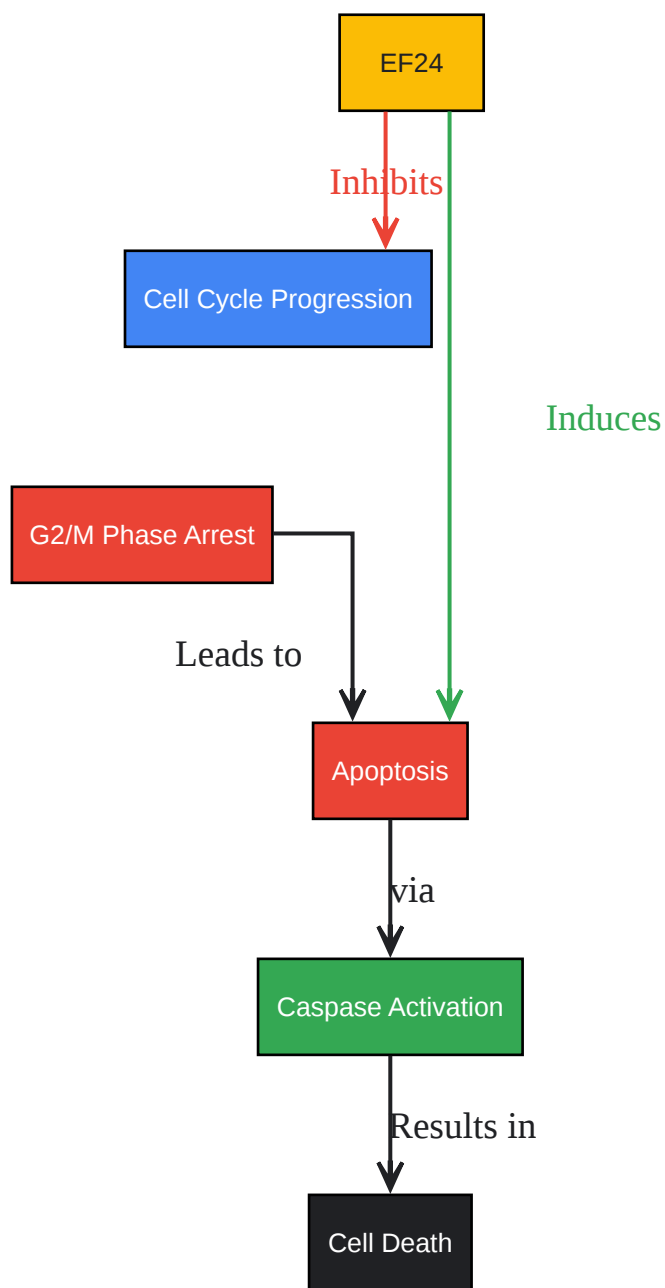 EF24
Inhibits
Cell Cycle Progression
Induces
G2/M Phase Arrest
Leads to
Apoptosis
via
Caspase Activation
Results in
Cell Death